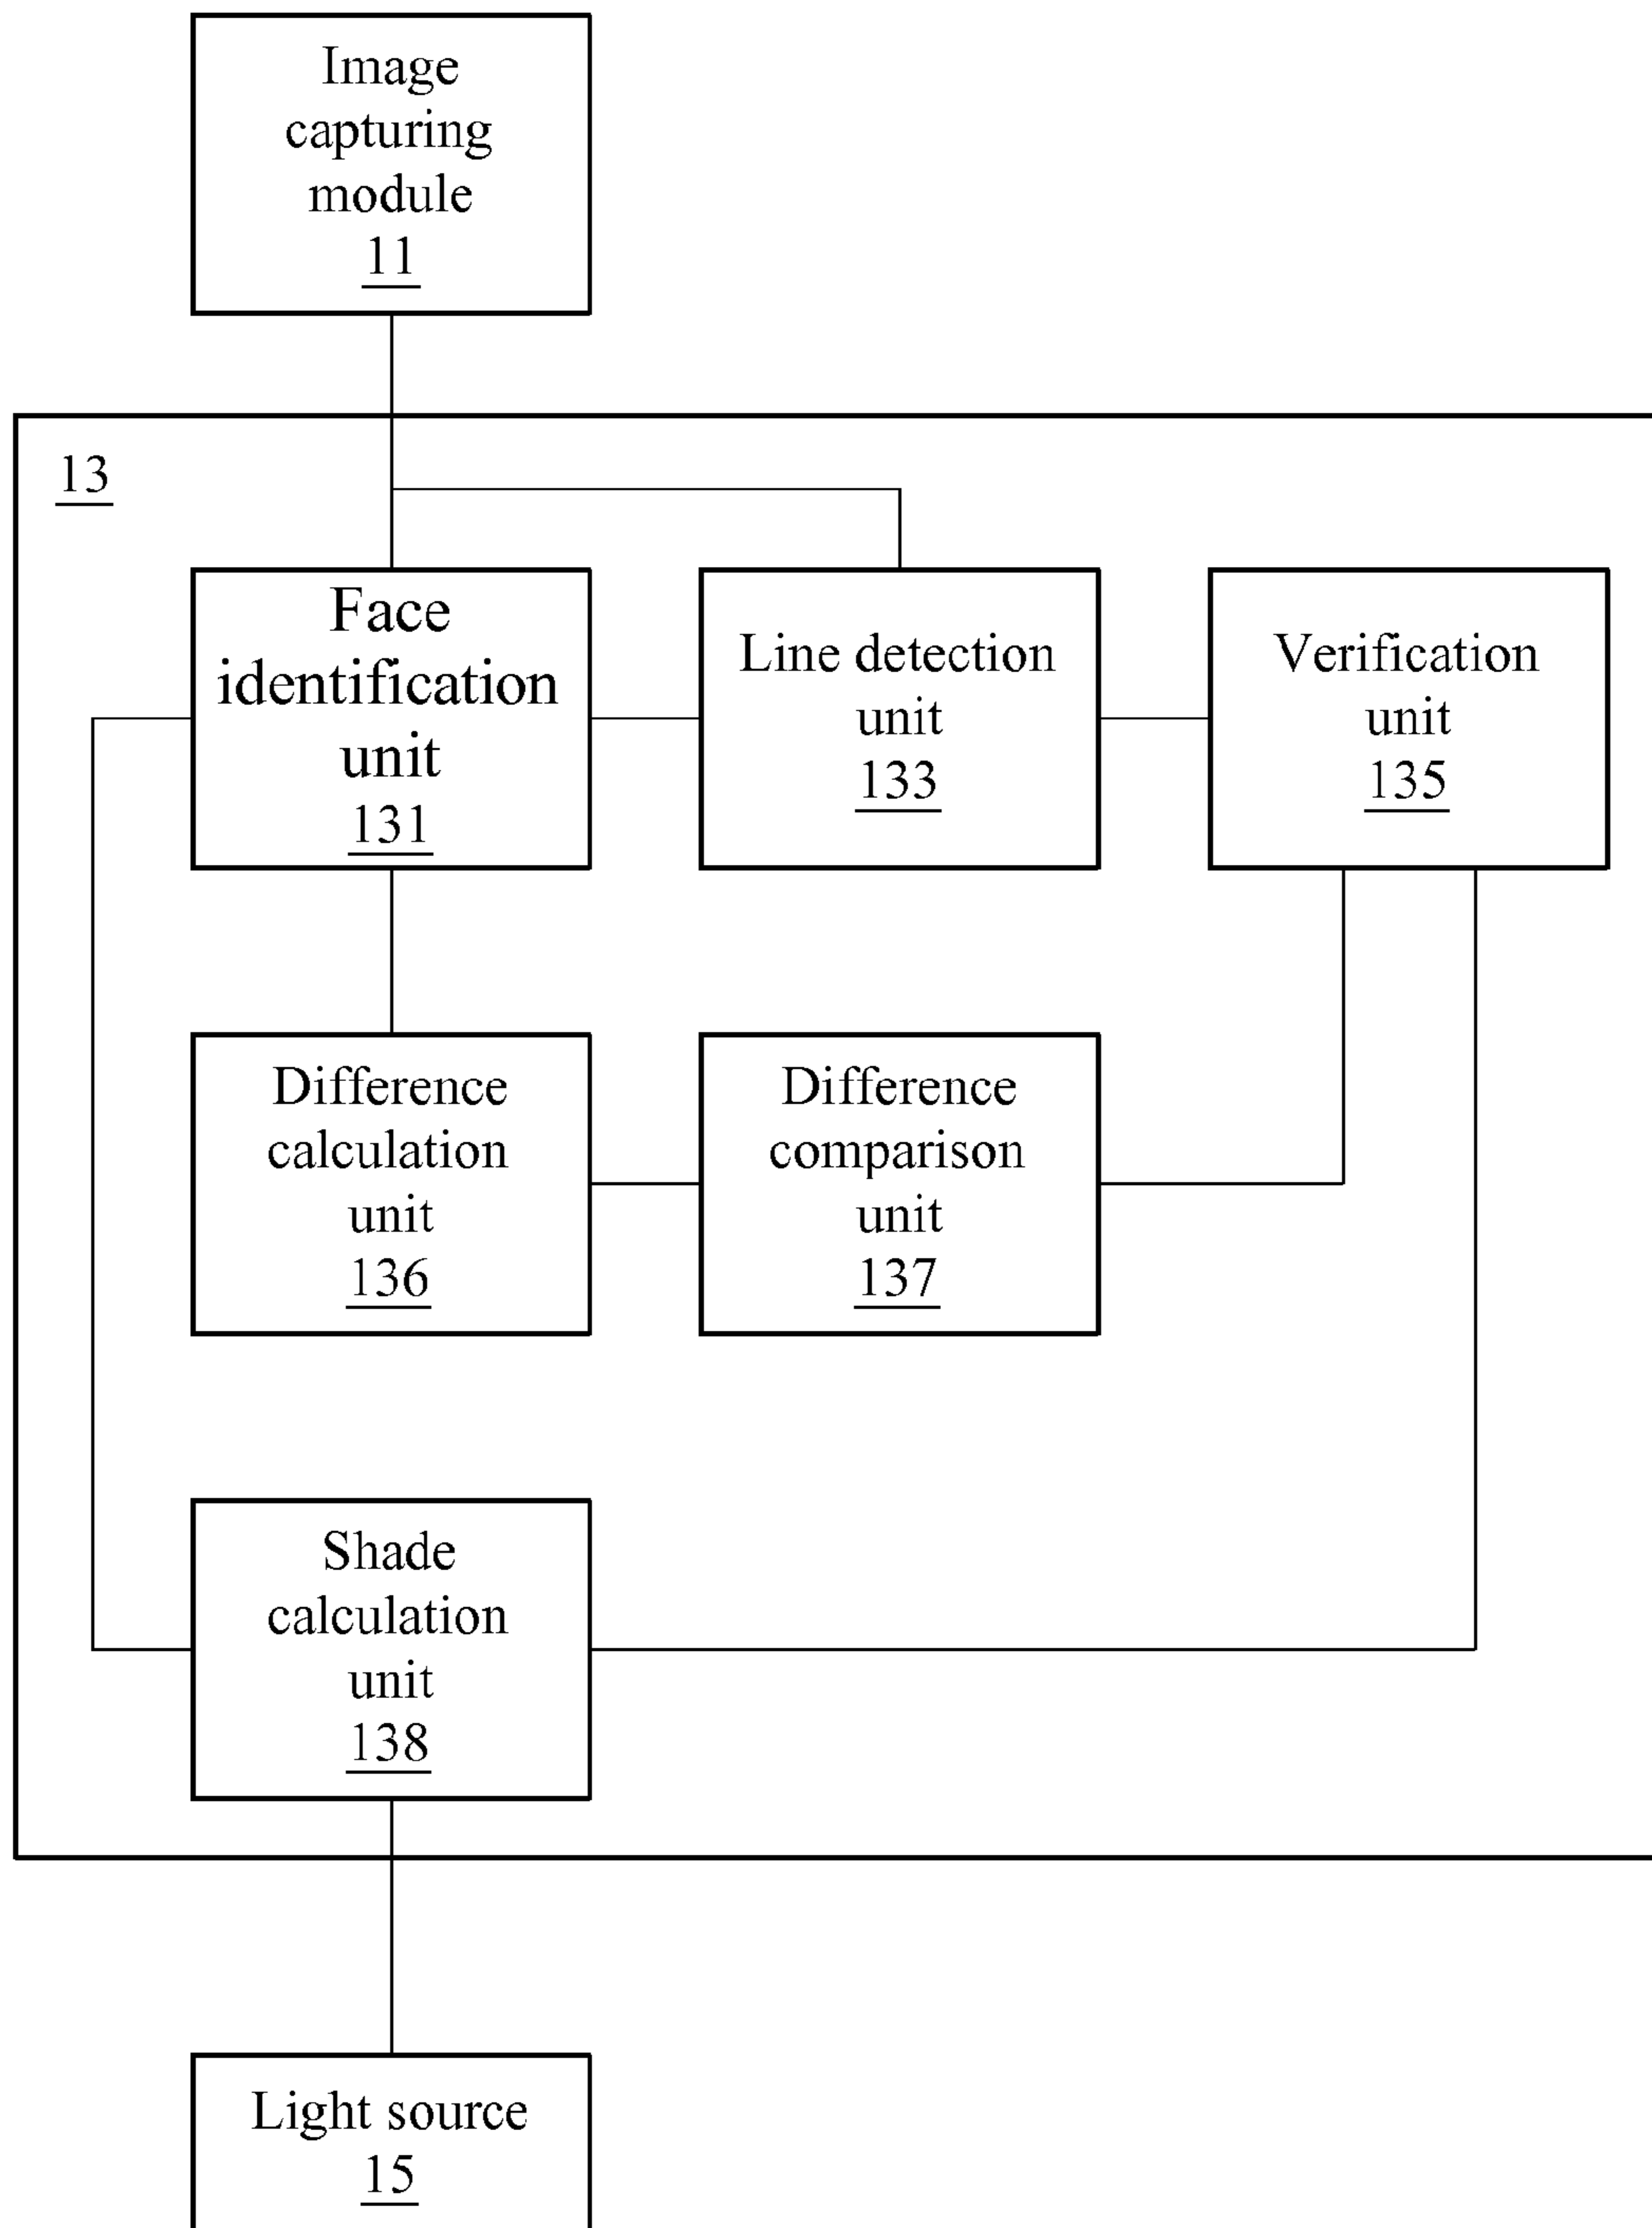 Image
capturing
module
11
13
Face
identification
unit
131
Line detection
unit
133
Verification
unit
135
Difference
calculation
unit
136
Difference
comparison
unit
137
Shade
calculation
unit
138
Light source
15